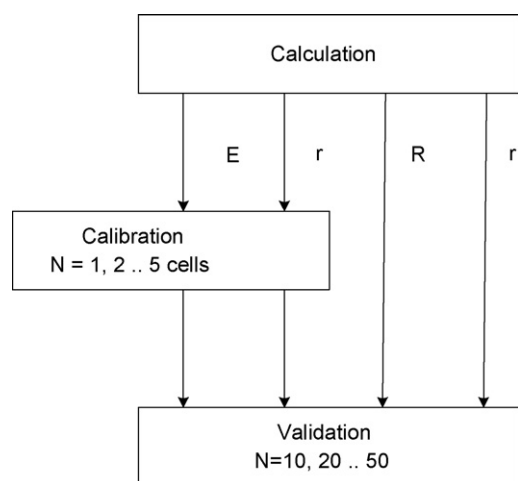 Calculation
E
r
R
r
Calibration
N = 1, 2 .. 5 cells
Validation
N=10, 20 .. 50